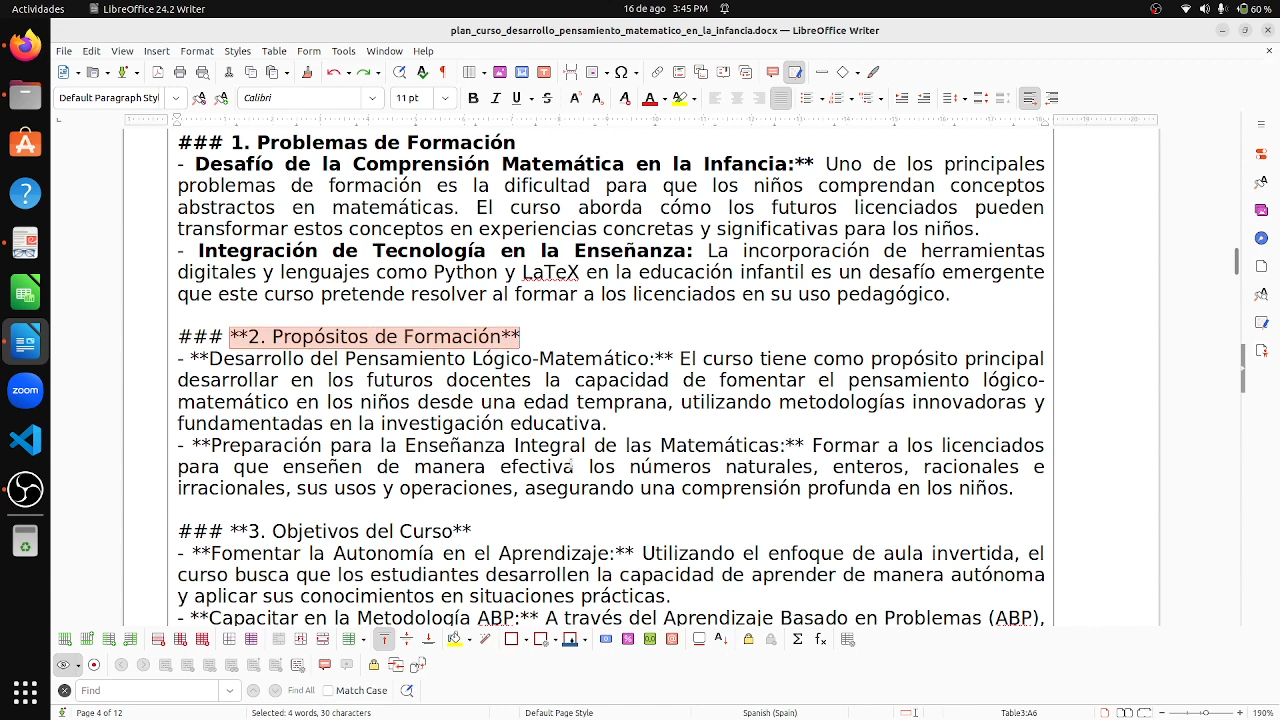 Actividades
LibreOffice 24.2 Writer
16 de ago 3:45 PM
60 %
plan_curso_desarrollo_pensamiento_matematico_en_la_infancia.docx — LibreOffice Writer
File Edit View Insert Format Styles Table Form Tools Window Help
Default Paragraph Styl
Calibri
11 pt
### 1. Problemas de Formación
- Desafío de la Comprensión Matemática en la Infancia:** Uno de los principales
problemas de formación es la dificultad para que los niños comprendan conceptos
abstractos en matemáticas. El curso aborda cómo los futuros licenciados pueden
transformar estos conceptos en experiencias concretas y significativas para los niños.
- Integración de Tecnología en la Enseñanza: La incorporación de herramientas
digitales y lenguajes como Python y LaTeX en la educación infantil es un desafío emergente
que este curso pretende resolver al formar a los licenciados en su uso pedagógico.
### **2. Propósitos de Formación**
- **Desarrollo del Pensamiento Lógico-Matemático:** El curso tiene como propósito principal
desarrollar en los futuros docentes la capacidad de fomentar el pensamiento lógico-
matemático en los niños desde una edad temprana, utilizando metodologías innovadoras y
fundamentadas en la investigación educativa.
- **Preparación para la Enseñanza Integral de las Matemáticas:** Formar a los licenciados
para que enseñen de manera efectiva los números naturales, enteros, racionales e
irracionales, sus usos y operaciones, asegurando una comprensión profunda en los niños.
### **3. Objetivos del Curso**
- **Fomentar la Autonomía en el Aprendizaje:** Utilizando el enfoque de aula invertida, el
curso busca que los estudiantes desarrollen la capacidad de aprender de manera autónoma
y aplicar sus conocimientos en situaciones prácticas.
- **Capacitar en la Metodología ABP:** A través del Aprendizaje Basado en Problemas (ABP),
zoom
Find
Find All
Match Case
Page 4 of 12
Selected: 4 words, 30 characters
Default Page Style
Spanish (Spain)
Table3:A6
190%